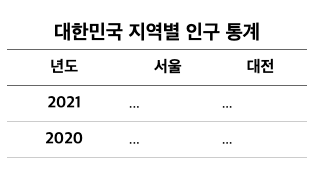 대한민국 지역별 인구 통계
년도 서울 대전
2021 ... ...
2020 ... ...